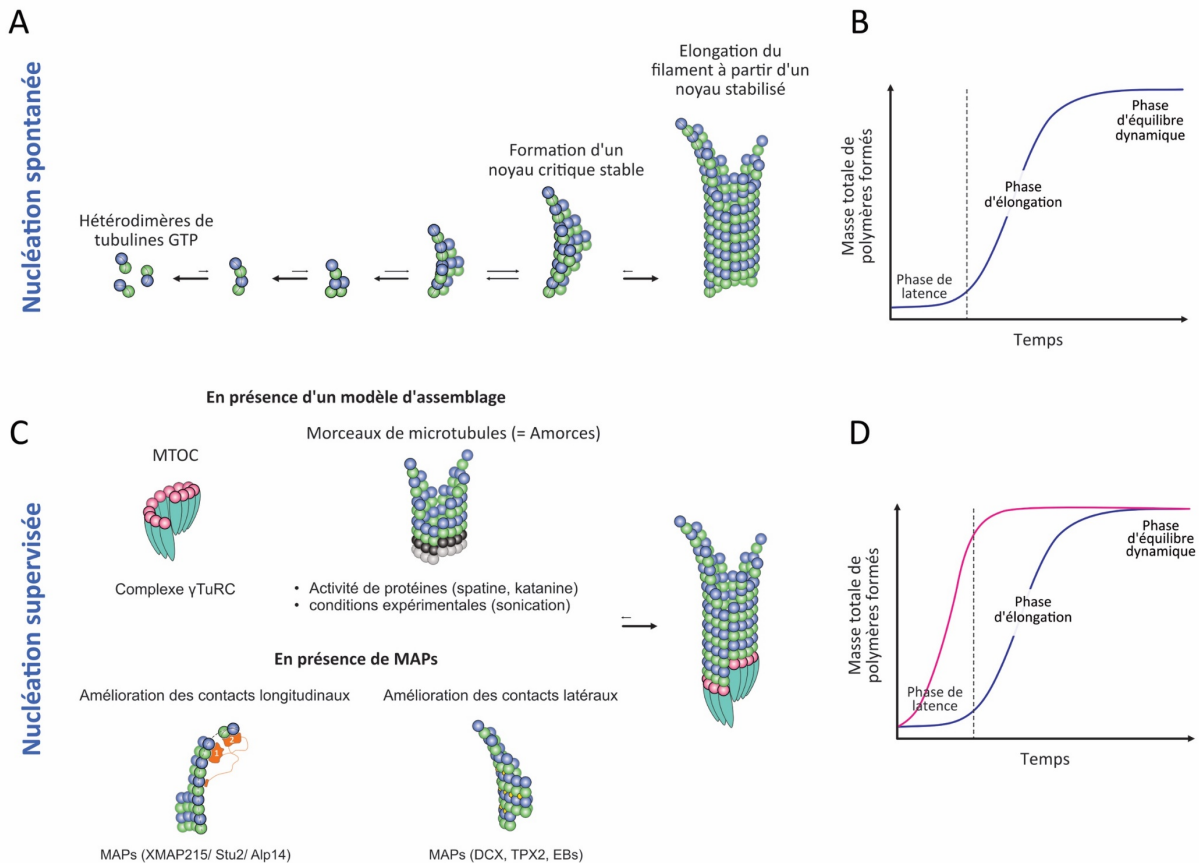 A
Nucléation spontanée
Hétérodimères de
tubulines GTP
Formation d'un
noyau critique stable
Elongation du
filament à partir d'un
noyau stabilisé
B
Masse totale de
polymères formés
Phase de
latence
Phase
d'élongation
Phase
d'équilibre
dynamique
Temps
C
Nucléation supervisée
En présence d'un modèle d'assemblage
MTOC
Complexe γTuRC
Morceaux de microtubules (= Amorces)
• Activité de protéines (spatine, katanine)
• conditions expérimentales (sonication)
En présence de MAPs
Amélioration des contacts longitudinaux
1
2
MAPs (XMAP215/ Stu2/ Alp14)
Amélioration des contacts latéraux
MAPs (DCX, TPX2, EBs)
D
Masse totale de
polymères formés
Phase de
latence
Phase
d'élongation
Phase
d'équilibre
dynamique
Temps